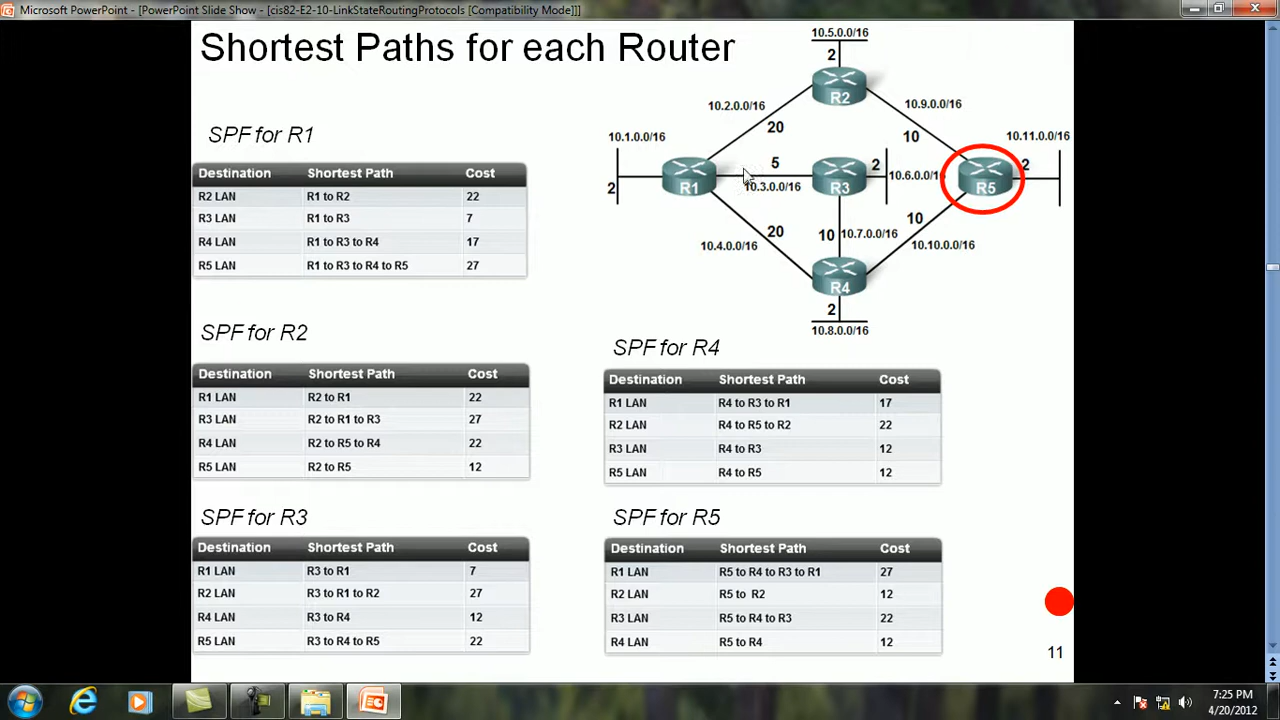 Microsoft PowerPoint - [PowerPoint Slide Show - [cis82-E2-10-LinkStateRoutingProtocols [Compatibility Mode]]]
Shortest Paths for each Router
10.5.0.0/16
2
R2
10.2.0.0/16
10.9.0.0/16
20
10
10.1.0.0/16
10.11.0.0/16
5
2
2
R1
10.3.0.0/16
R3
10.6.0.0/16
R5
2
20
10
10.4.0.0/16
10
10.7.0.0/16
10.10.0.0/16
R4
2
10.8.0.0/16
SPF for R1
Destination Shortest Path Cost
R2 LAN R1 to R2 22
R3 LAN R1 to R3 7
R4 LAN R1 to R3 to R4 17
R5 LAN R1 to R3 to R4 to R5 27
SPF for R2
Destination Shortest Path Cost
R1 LAN R2 to R1 22
R3 LAN R2 to R1 to R3 27
R4 LAN R2 to R5 to R4 22
R5 LAN R2 to R5 12
SPF for R3
Destination Shortest Path Cost
R1 LAN R3 to R1 7
R2 LAN R3 to R1 to R2 27
R4 LAN R3 to R4 12
R5 LAN R3 to R4 to R5 22
SPF for R4
Destination Shortest Path Cost
R1 LAN R4 to R3 to R1 17
R2 LAN R4 to R5 to R2 22
R3 LAN R4 to R3 12
R5 LAN R4 to R5 12
SPF for R5
Destination Shortest Path Cost
R1 LAN R5 to R4 to R3 to R1 27
R2 LAN R5 to R2 12
R3 LAN R5 to R4 to R3 22
R4 LAN R5 to R4 12
11
7:25 PM
4/20/2012